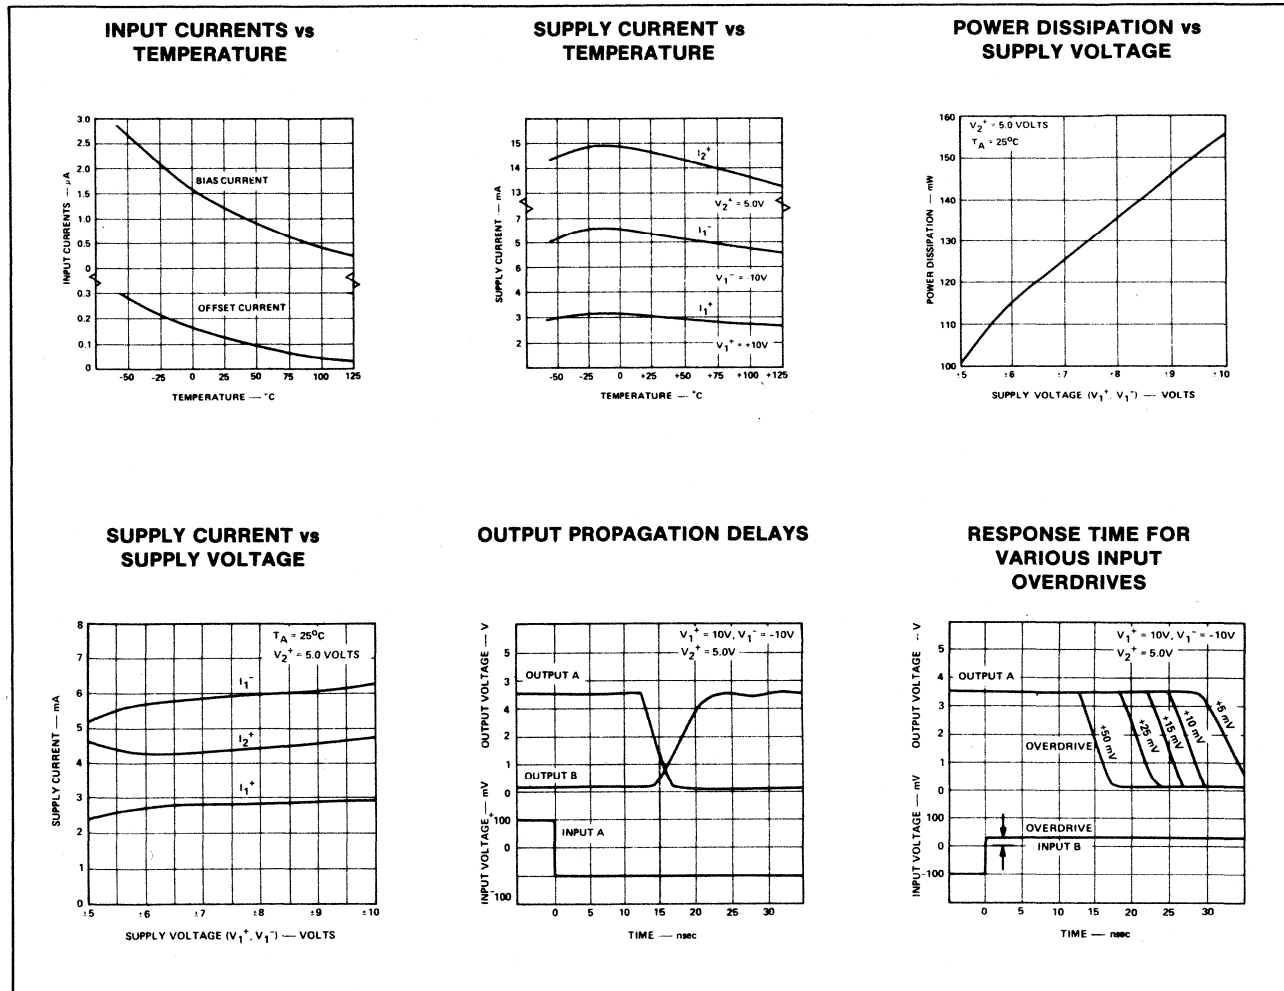 INPUT CURRENTS vs
TEMPERATURE
3.0
2.5
2.0
1.5
1.0
0.5
0
0.3
0.2
0.1
0
INPUT CURRENTS — μA
BIAS CURRENT
OFFSET CURRENT
-50 -25 0 25 50 75 100 125
TEMPERATURE — °C
SUPPLY CURRENT vs
TEMPERATURE
15
14
13
7
5
6
4
3
2
SUPPLY CURRENT — mA
I2+
V2+ = 5.0V
I1-
V1- = -10V
I1+
V1+ = +10V
-50 -25 0 +25 +50 +75 +100 +125
TEMPERATURE — °C
POWER DISSIPATION vs
SUPPLY VOLTAGE
160
150
140
130
120
110
100
POWER DISSIPATION — mW
V2+ = 5.0 VOLTS
TA = 25°C
±5 ±6 ±7 ±8 ±9 ±10
SUPPLY VOLTAGE (V1+, V1-) — VOLTS
SUPPLY CURRENT vs
SUPPLY VOLTAGE
8
7
6
5
4
3
2
1
0
SUPPLY CURRENT — mA
TA = 25°C
V2+ = 5.0 VOLTS
I1-
I2+
I1+
±5 ±6 ±7 ±8 ±9 ±10
SUPPLY VOLTAGE (V1+, V1-) — VOLTS
OUTPUT PROPAGATION DELAYS
OUTPUT VOLTAGE — V
INPUT VOLTAGE — mV
5
3
4
2
1
0
+100
0
-100
V1+ = 10V, V1- = -10V
V2+ = 5.0V
OUTPUT A
OUTPUT B
INPUT A
0 5 10 15 20 25 30
TIME — nsec
RESPONSE TIME FOR
VARIOUS INPUT
OVERDRIVES
OUTPUT VOLTAGE — V
INPUT VOLTAGE — mV
5
4
3
2
1
0
100
0
-100
V1+ = 10V, V1- = -10V
V2+ = 5.0V
OUTPUT A
OVERDRIVE
+50 mV
+25 mV
+15 mV
+10 mV
+5 mV
OVERDRIVE
INPUT B
0 5 10 15 20 25 30
TIME — nsec